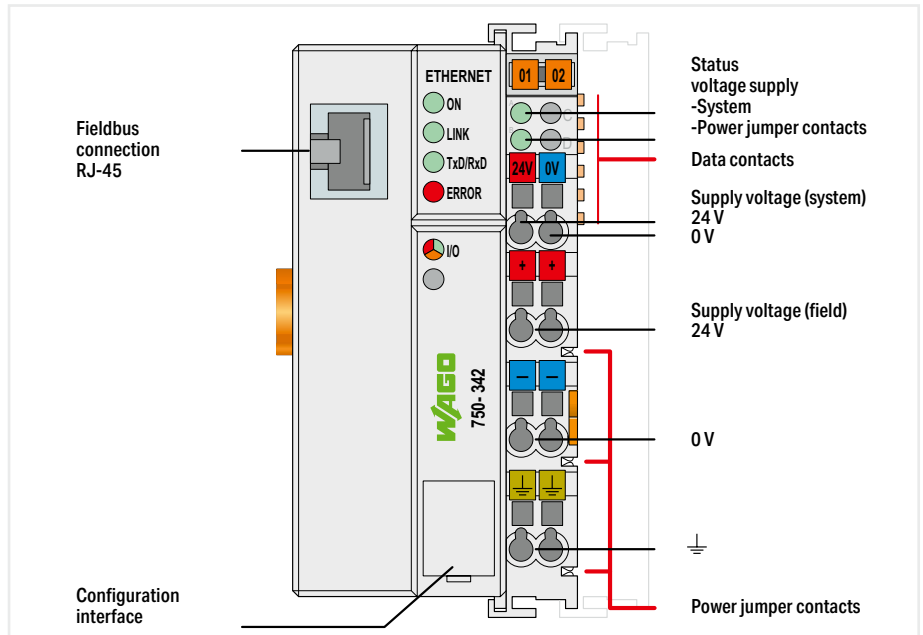 Fieldbus
connection
RJ-45
Configuration
interface
ETHERNET
ON
LINK
TxD/RxD
ERROR
I/O
WAGO
750- 342
01 02
A C
D
24V 0V
+ +
— —
Status
voltage supply
-System
-Power jumper contacts
Data contacts
Supply voltage (system)
24 V
0 V
Supply voltage (field)
24 V
0 V
Power jumper contacts